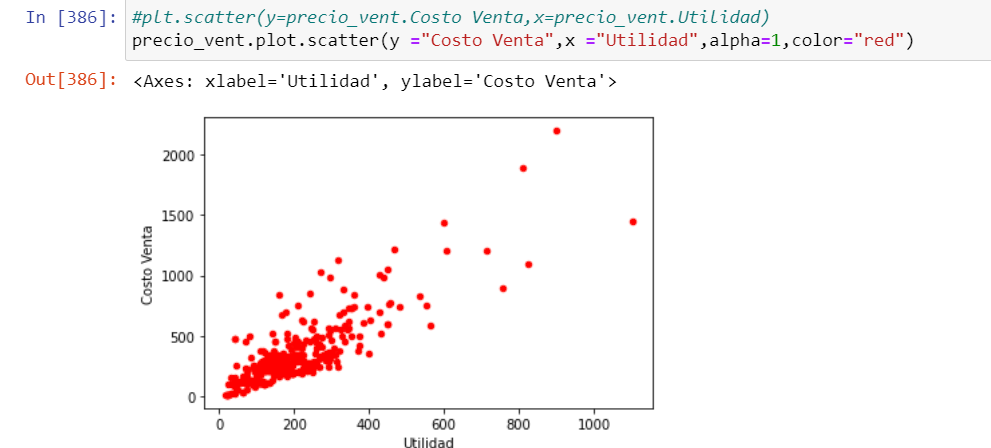 In [386]: #plt.scatter(y=precio_vent.Costo Venta,x=precio_vent.Utilidad)
precio_vent.plot.scatter(y ="Costo Venta",x ="Utilidad",alpha=1,color="red")
Out[386]: <Axes: xlabel='Utilidad', ylabel='Costo Venta'>
2000
1500
1000
500
0
Costo Venta
0 200 400 600 800 1000
Utilidad